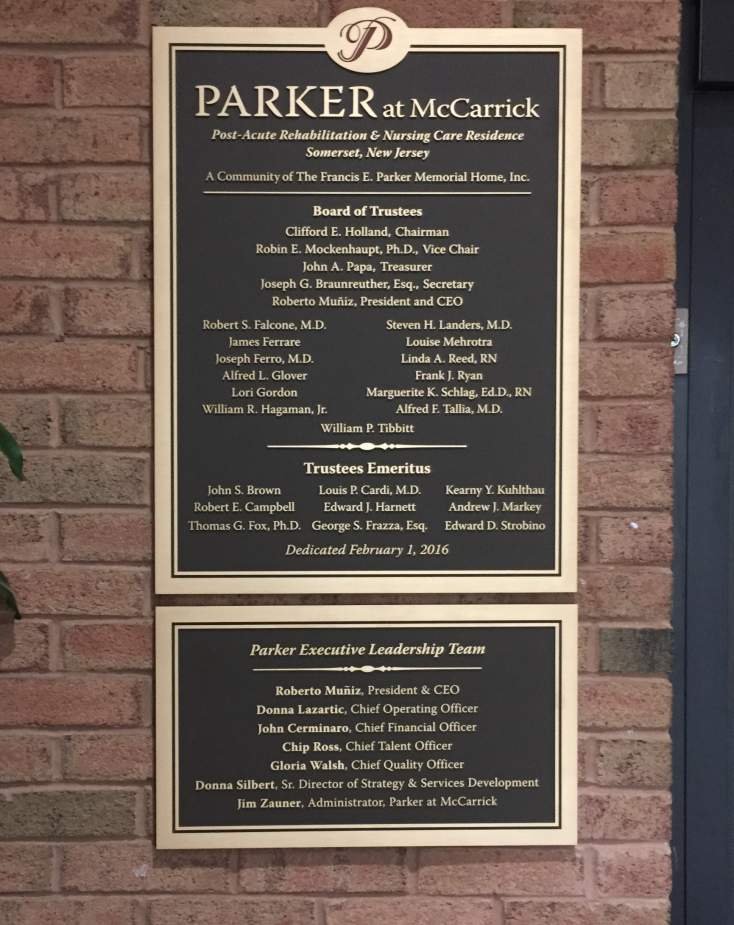 P
PARKER at McCarrick
Post-Acute Rehabilitation & Nursing Care Residence
Somerset, New Jersey
A Community of The Francis E. Parker Memorial Home, Inc.
Board of Trustees
Clifford E. Holland, Chairman
Robin E. Mockenhaupt, Ph.D., Vice Chair
John A. Papa, Treasurer
Joseph G. Braunreuther, Esq., Secretary
Roberto Muñiz, President and CEO
Robert S. Falcone, M.D. Steven H. Landers, M.D.
James Ferrare Louise Mehrotra
Joseph Ferro, M.D. Linda A. Reed, RN
Alfred L. Glover Frank J. Ryan
Lori Gordon Marguerite K. Schlag, Ed.D., RN
William R. Hagaman, Jr. Alfred F. Tallia, M.D.
William P. Tibbitt
Trustees Emeritus
John S. Brown Louis P. Cardi, M.D. Kearny Y. Kuhlthau
Robert E. Campbell Edward J. Harnett Andrew J. Markey
Thomas G. Fox, Ph.D. George S. Frazza, Esq. Edward D. Strobino
Dedicated February 1, 2016
Parker Executive Leadership Team
Roberto Muñiz, President & CEO
Donna Lazartic, Chief Operating Officer
John Cerminaro, Chief Financial Officer
Chip Ross, Chief Talent Officer
Gloria Walsh, Chief Quality Officer
Donna Silbert, Sr. Director of Strategy & Services Development
Jim Zauner, Administrator, Parker at McCarrick